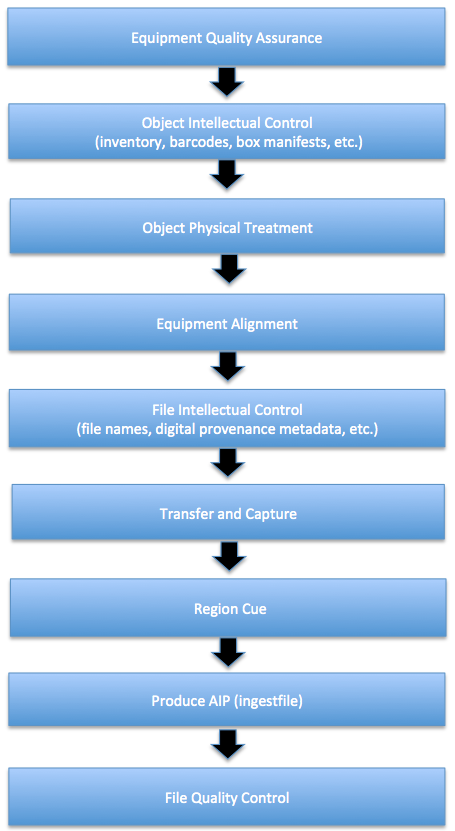 Equipment Quality Assurance
Object Intellectual Control
(inventory, barcodes, box manifests, etc.)
Object Physical Treatment
Equipment Alignment
File Intellectual Control
(file names, digital provenance metadata, etc.)
Transfer and Capture
Region Cue
Produce AIP (ingestfile)
File Quality Control